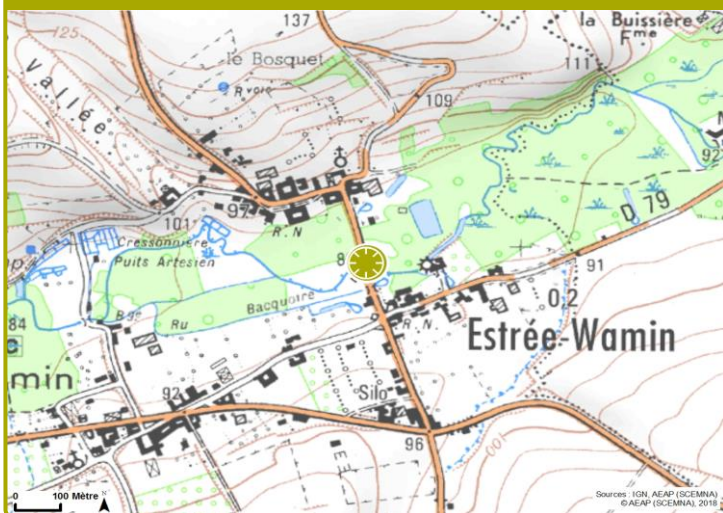 125
137
la Buissière
Fme
le Bosquet
111
Vallée
Rvoir
109
92
101
97
R.N
D 79
Cressonnière
Puits Artésien
8
91
Bacquoire
0,2
84
Bac
Ru
R.N
Estrée-Wamin
min
92
Silo
96
100
0 100 Mètre
N
Sources : IGN, AEAP (SCEMNA)
© AEAP (SCEMNA), 2018